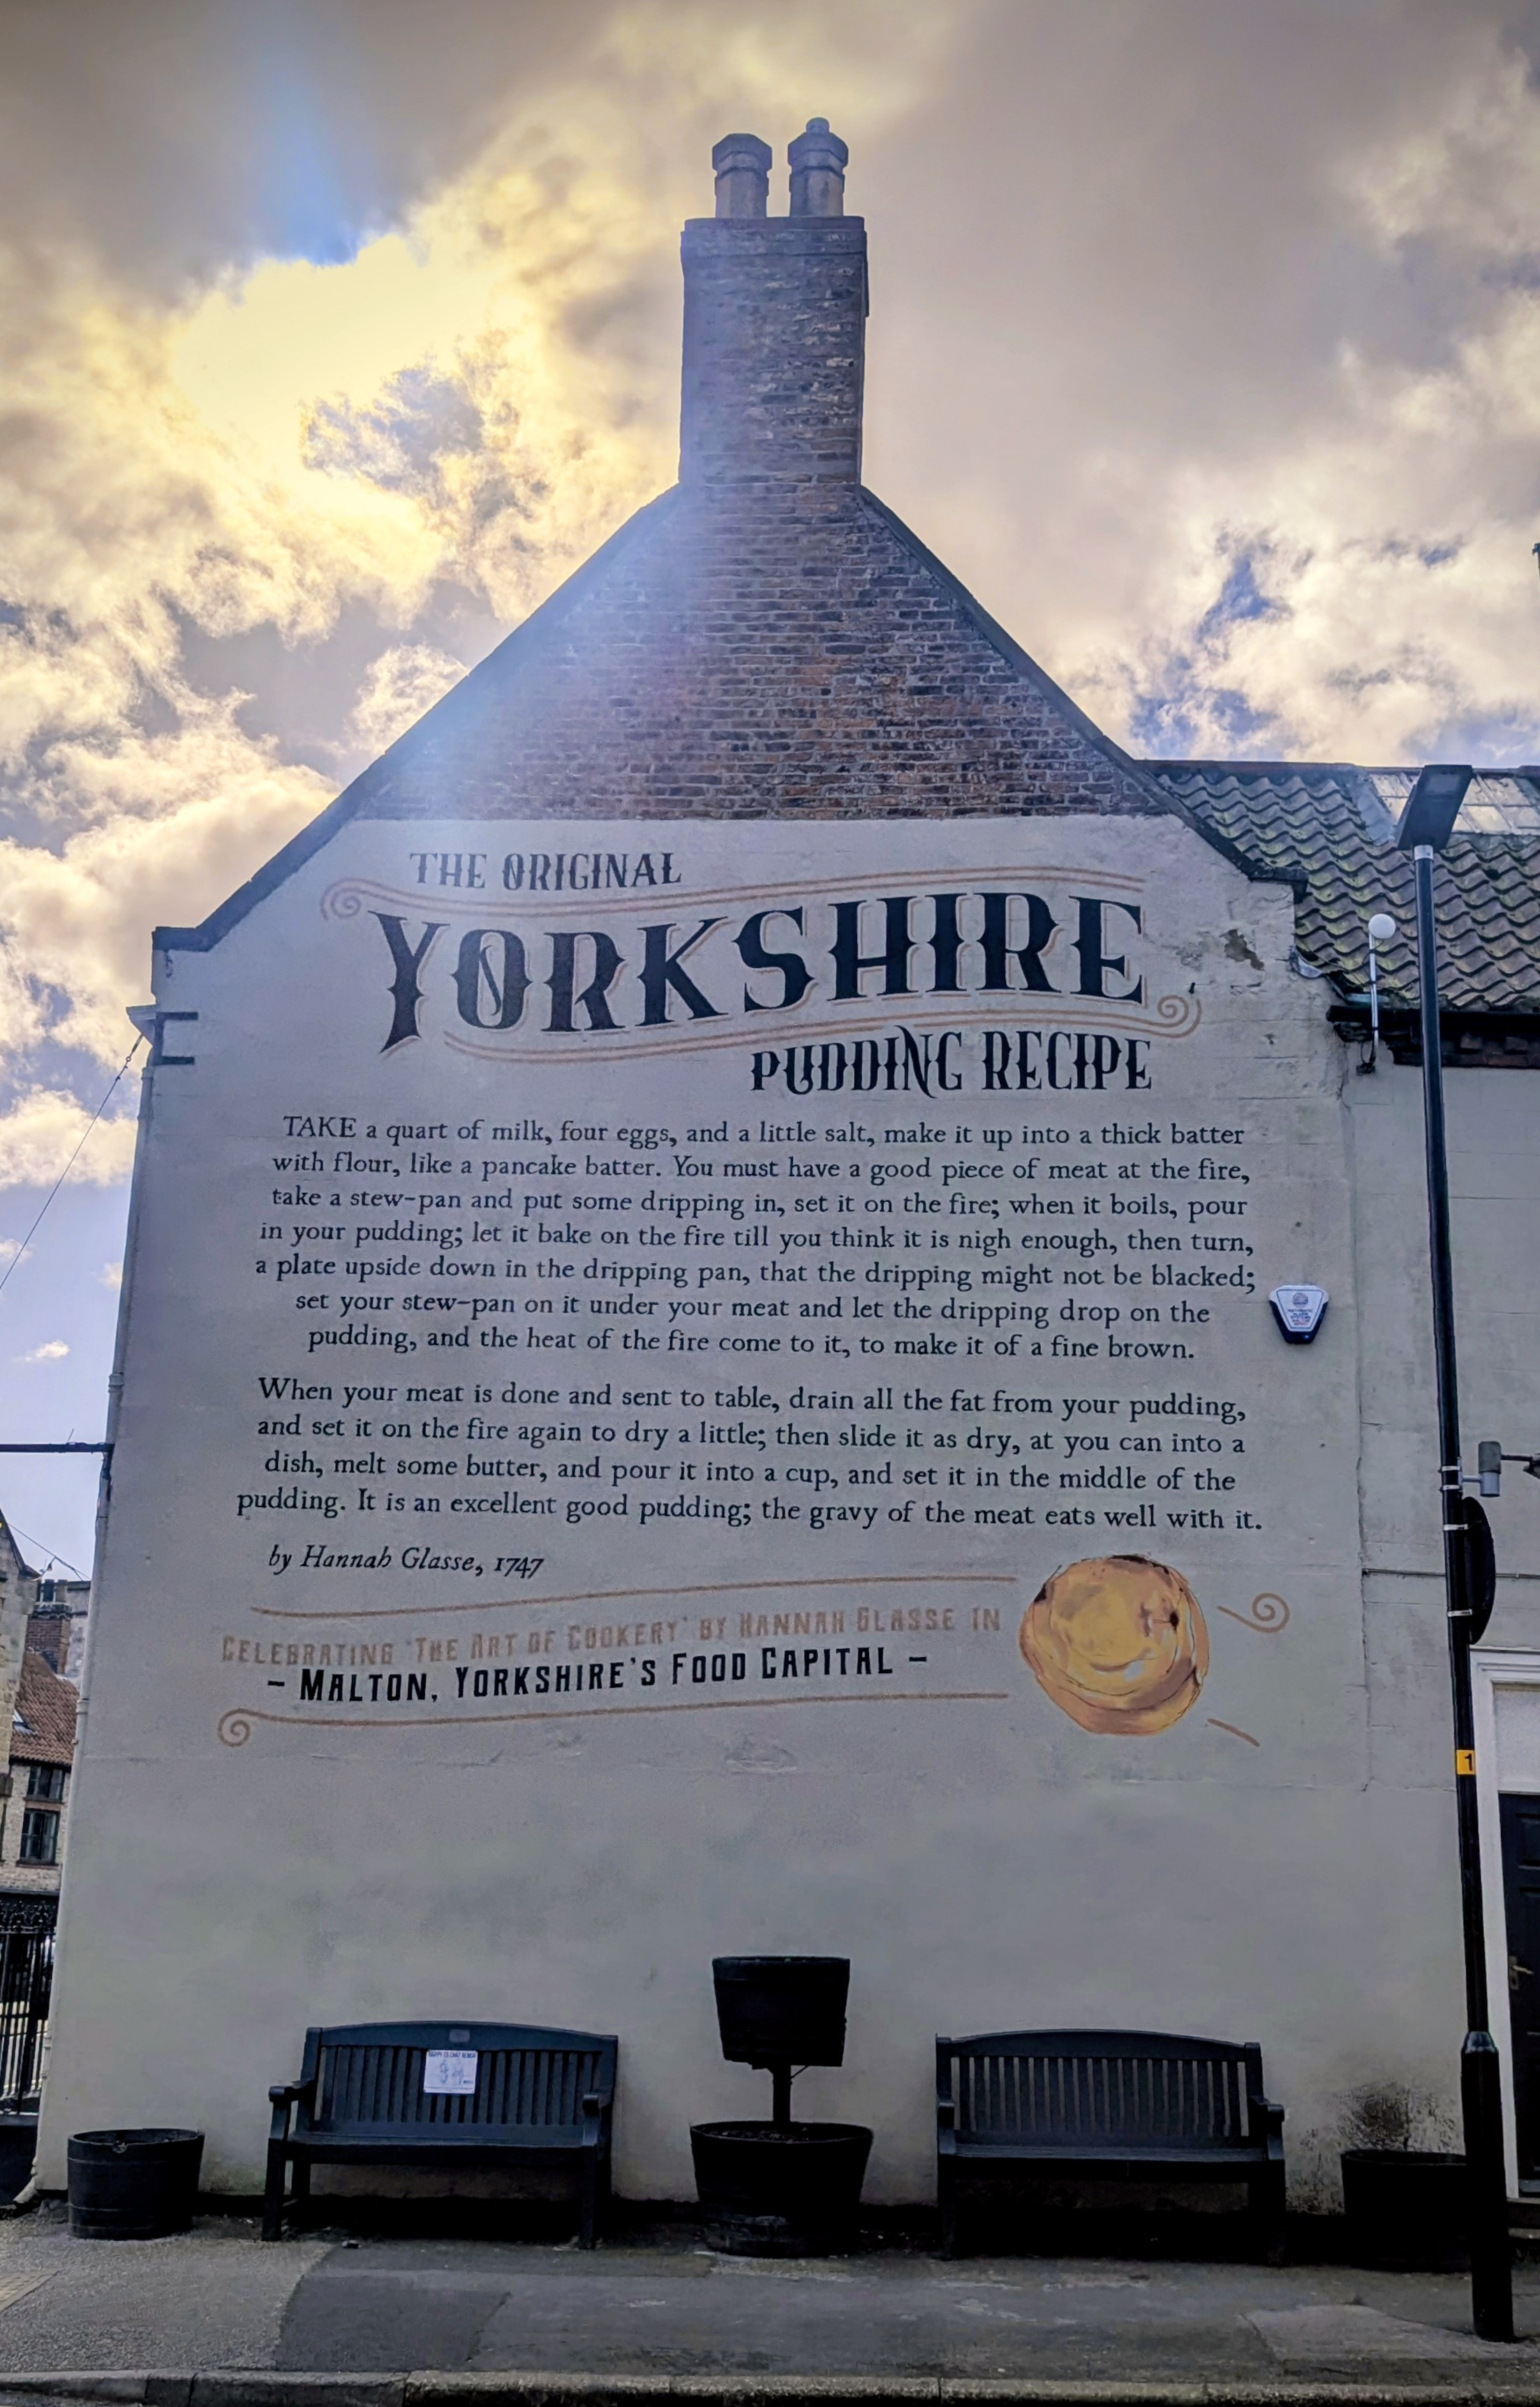 THE ORIGINAL
YORKSHIRE
PUDDING RECIPE
TAKE a quart of milk, four eggs, and a little salt, make it up into a thick batter
with flour, like a pancake batter. You must have a good piece of meat at the fire,
take a stew-pan and put some dripping in, set it on the fire; when it boils, pour
in your pudding; let it bake on the fire till you think it is nigh enough, then turn,
a plate upside down in the dripping pan, that the dripping might not be blacked;
set your stew-pan on it under your meat and let the dripping drop on the
pudding, and the heat of the fire come to it, to make it of a fine brown.
When your meat is done and sent to table, drain all the fat from your pudding,
and set it on the fire again to dry a little; then slide it as dry, at you can into a
dish, melt some butter, and pour it into a cup, and set it in the middle of the
pudding. It is an excellent good pudding; the gravy of the meat eats well with it.
by Hannah Glasse, 1747
CELEBRATING 'THE ART OF COOKERY' BY HANNAH GLASSE IN
- MALTON, YORKSHIRE'S FOOD CAPITAL -
1